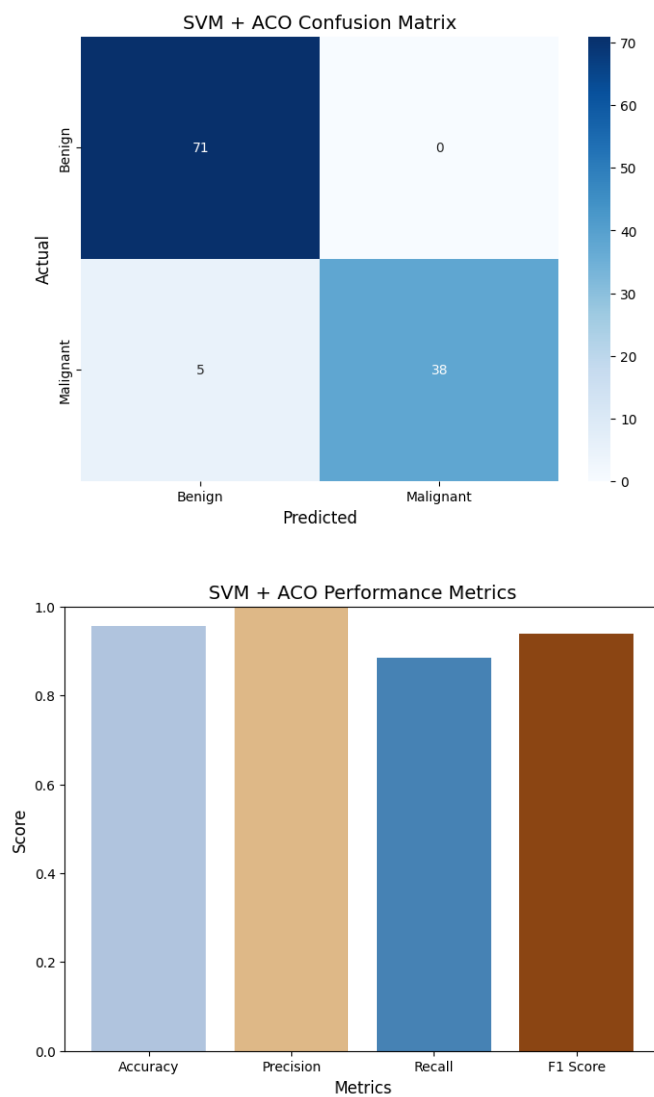 SVM + ACO Confusion Matrix
70
60
50
40
30
20
10
0
Actual
Benign
Malignant
71
0
5
38
Benign
Malignant
Predicted
SVM + ACO Performance Metrics
Score
1.0
0.8
0.6
0.4
0.2
0.0
Accuracy
Precision
Recall
F1 Score
Metrics